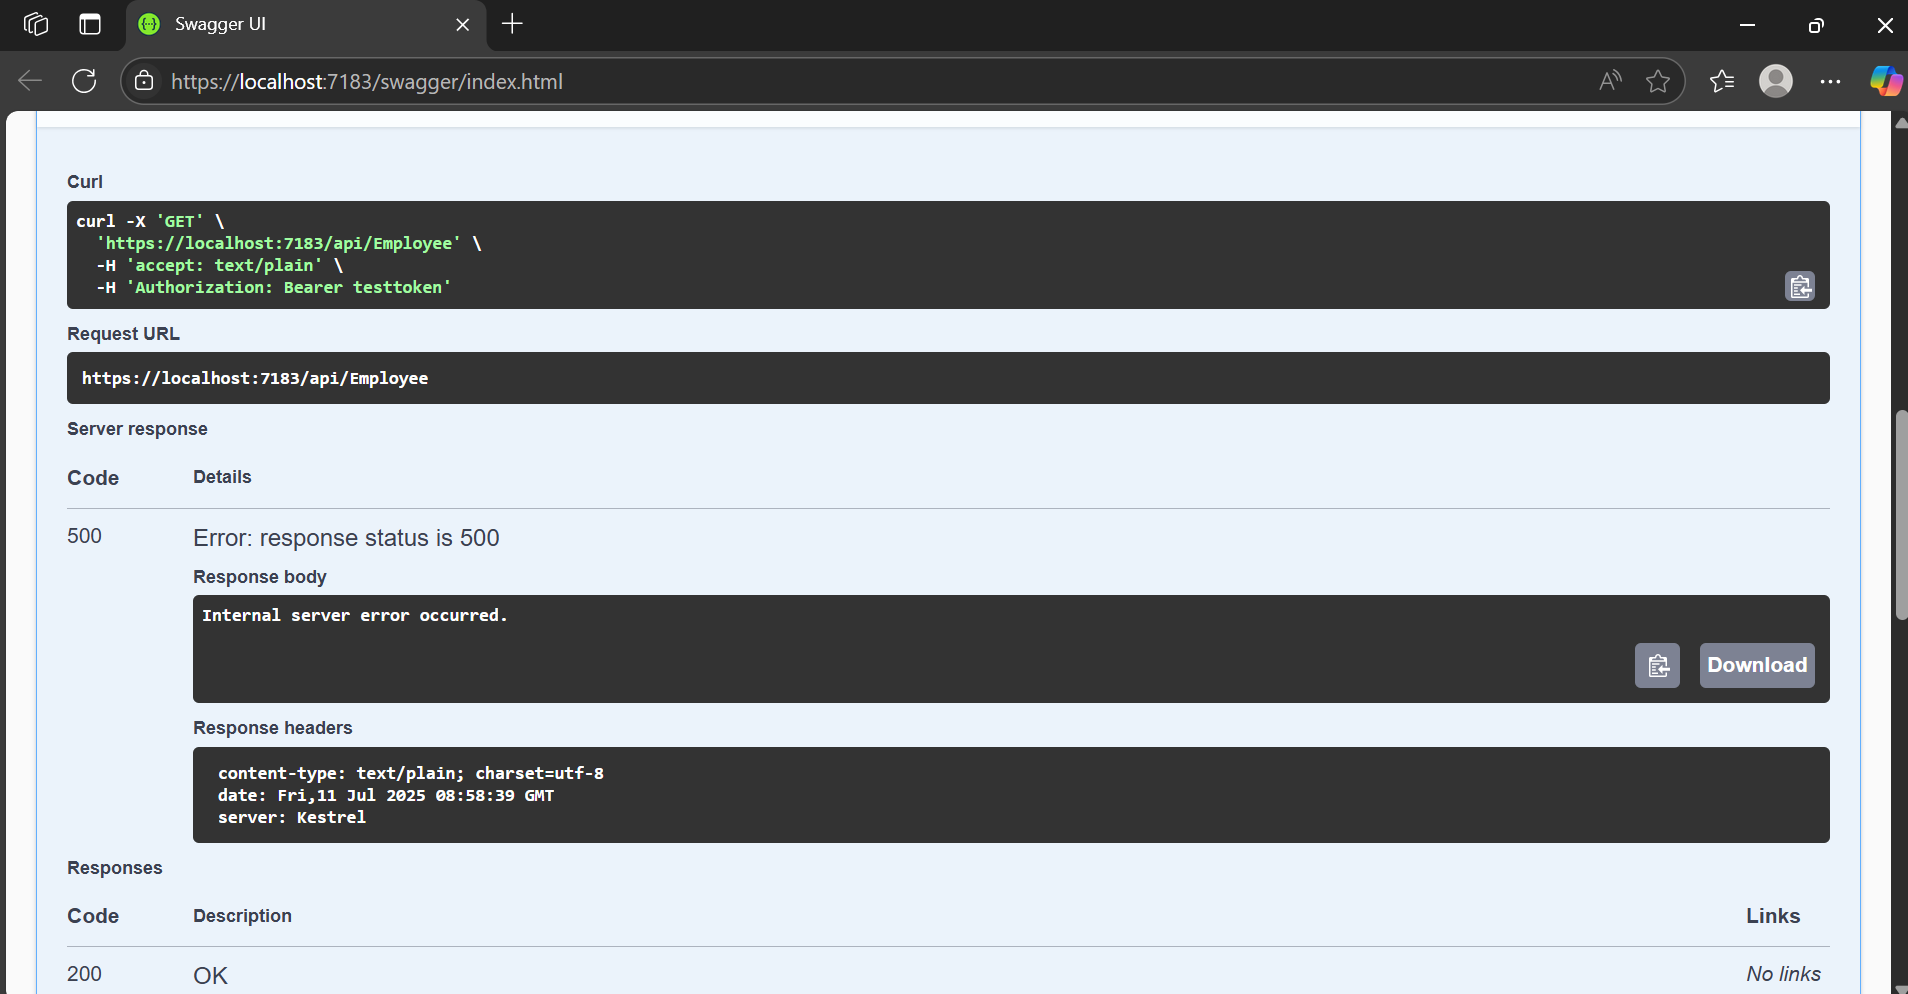 Swagger UI
https://localhost:7183/swagger/index.html
Curl
curl -X 'GET' \
'https://localhost:7183/api/Employee' \
-H 'accept: text/plain' \
-H 'Authorization: Bearer testtoken'
Request URL
https://localhost:7183/api/Employee
Server response
Code Details
500 Error: response status is 500
Response body
Internal server error occurred.
Download
Response headers
content-type: text/plain; charset=utf-8
date: Fri,11 Jul 2025 08:58:39 GMT
server: Kestrel
Responses
Code Description Links
200 OK No links